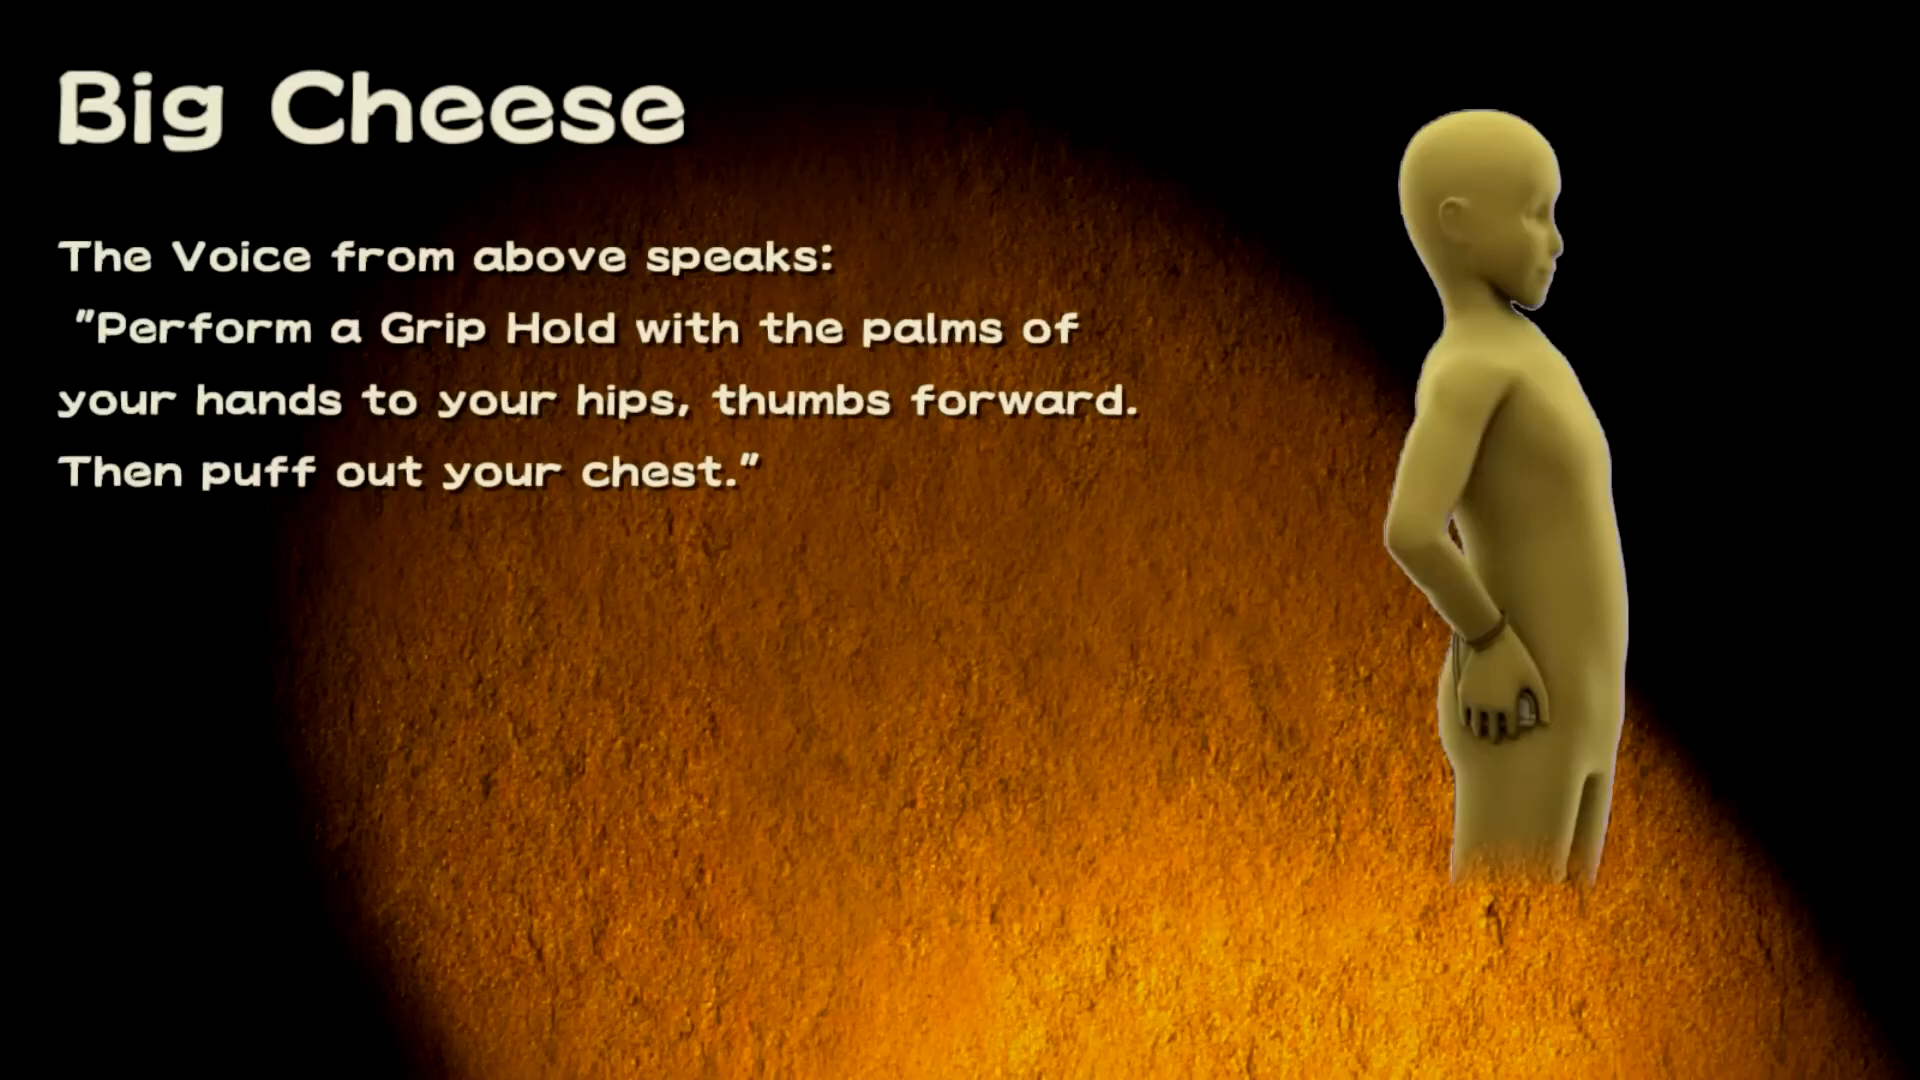 Big Cheese
The Voice from above speaks:
"Perform a Grip Hold with the palms of
your hands to your hips, thumbs forward.
Then puff out your chest."